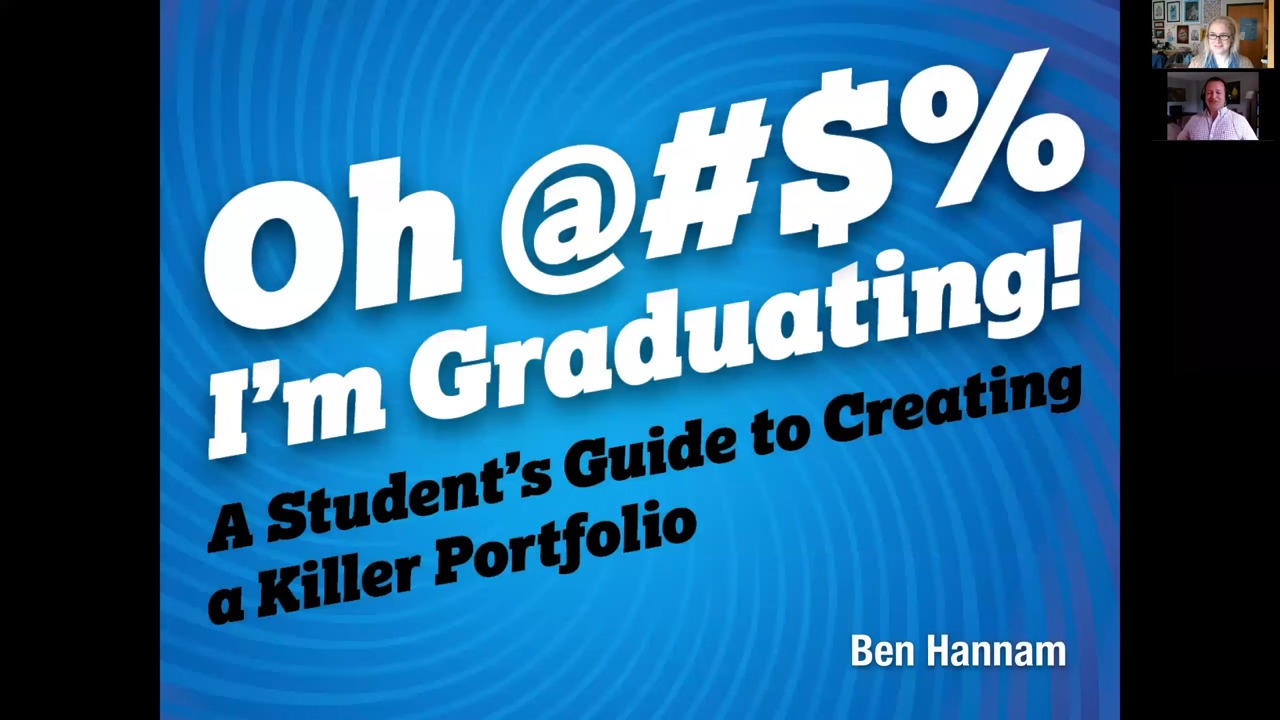 Oh @#$%
I'm Graduating!
A Student's Guide to Creating
a Killer Portfolio
Ben Hannam